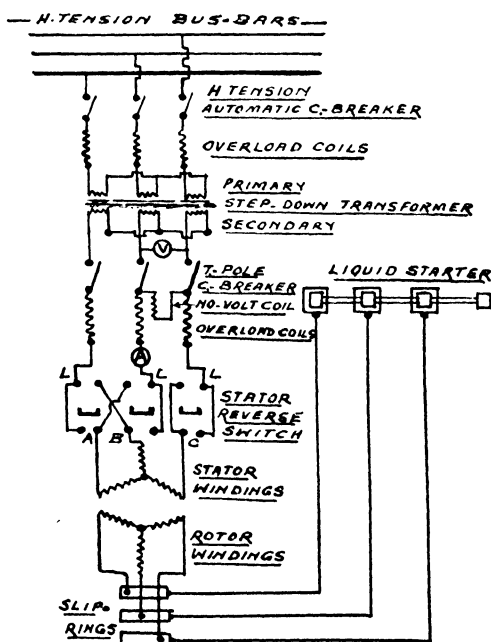 H.TENSION BUS-BARS
H TENSION
AUTOMATIC C-BREAKER
OVERLOAD COILS
PRIMARY
STEP-DOWN TRANSFORMER
SECONDARY
V
T-POLE
C-BREAKER
NO-VOLT COIL
OVERLOAD COILS
LIQUID STARTER
A
L
L
L
STATOR
REVERSE
SWITCH
A
B
C
STATOR
WINDINGS
ROTOR
WINDINGS
SLIP-
RINGS